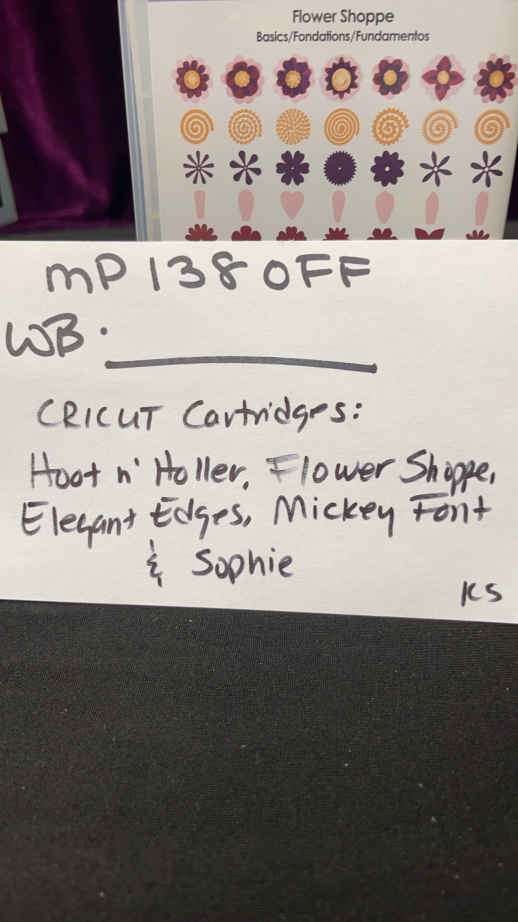 Flower Shoppe
Basics/Fondations/Fundamentos
MP 138 OFF
WB. ____________
CRICUT Cartridges:
Hoot n' Holler, Flower Shoppe,
Elegant Edges, Mickey Font
& Sophie
KS